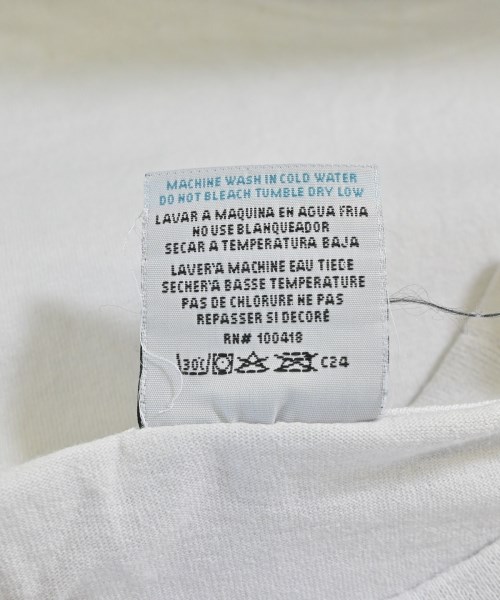 MACHINE WASH IN COLD WATER
DO NOT BLEACH TUMBLE DRY LOW
LAVAR A MAQUINA EN AGUA FRIA
NO USE BLANQUEADOR
SECAR A TEMPERATURA BAJA
LAVER'A MACHINE EAU TIEDE
SECHER'A BASSE TEMPERATURE
PAS DE CHLORURE NE PAS
REPASSER SI DECORÉ
RN# 100418
30C C24